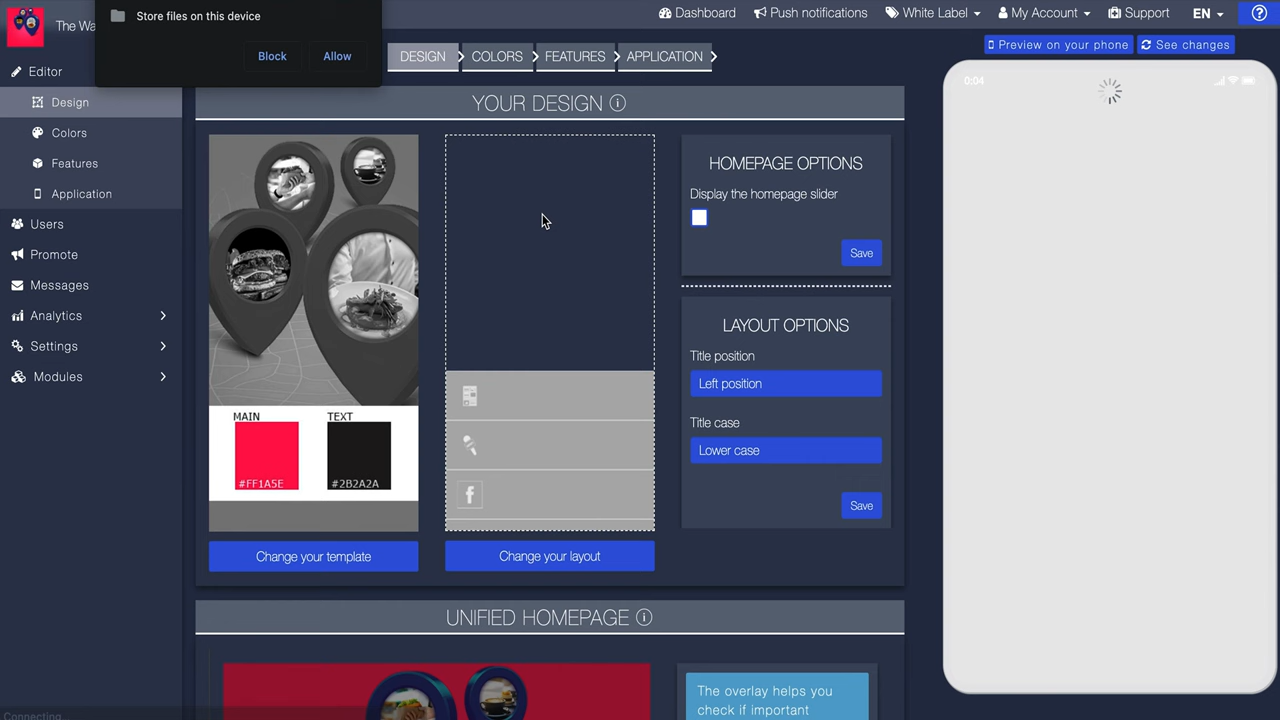 Store files on this device
Block
Allow
The Wa
Dashboard
Push notifications
White Label
My Account
Support
EN
Editor
Design
Colors
Features
Application
Users
Promote
Messages
Analytics
Settings
Modules
DESIGN
COLORS
FEATURES
APPLICATION
Preview on your phone
See changes
YOUR DESIGN
MAIN
TEXT
#FF1A5E
#2B2A2A
Change your template
Change your layout
HOMEPAGE OPTIONS
Display the homepage slider
Save
LAYOUT OPTIONS
Title position
Left position
Title case
Lower case
Save
0:04
UNIFIED HOMEPAGE
The overlay helps you
check if important
Connecting